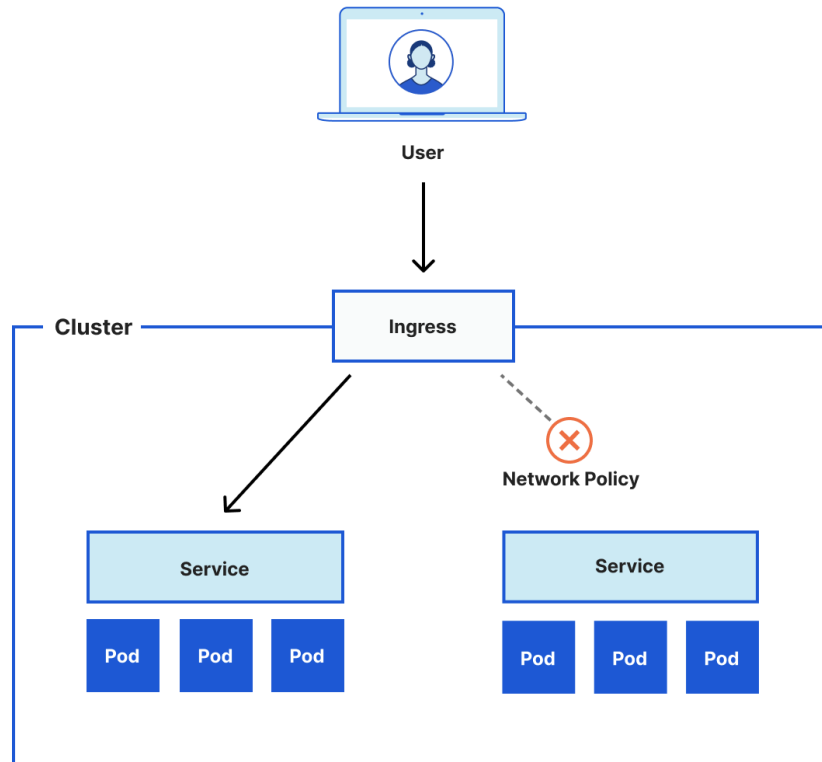 User
Ingress
Cluster
Network Policy
Service
Service
Pod
Pod
Pod
Pod
Pod
Pod